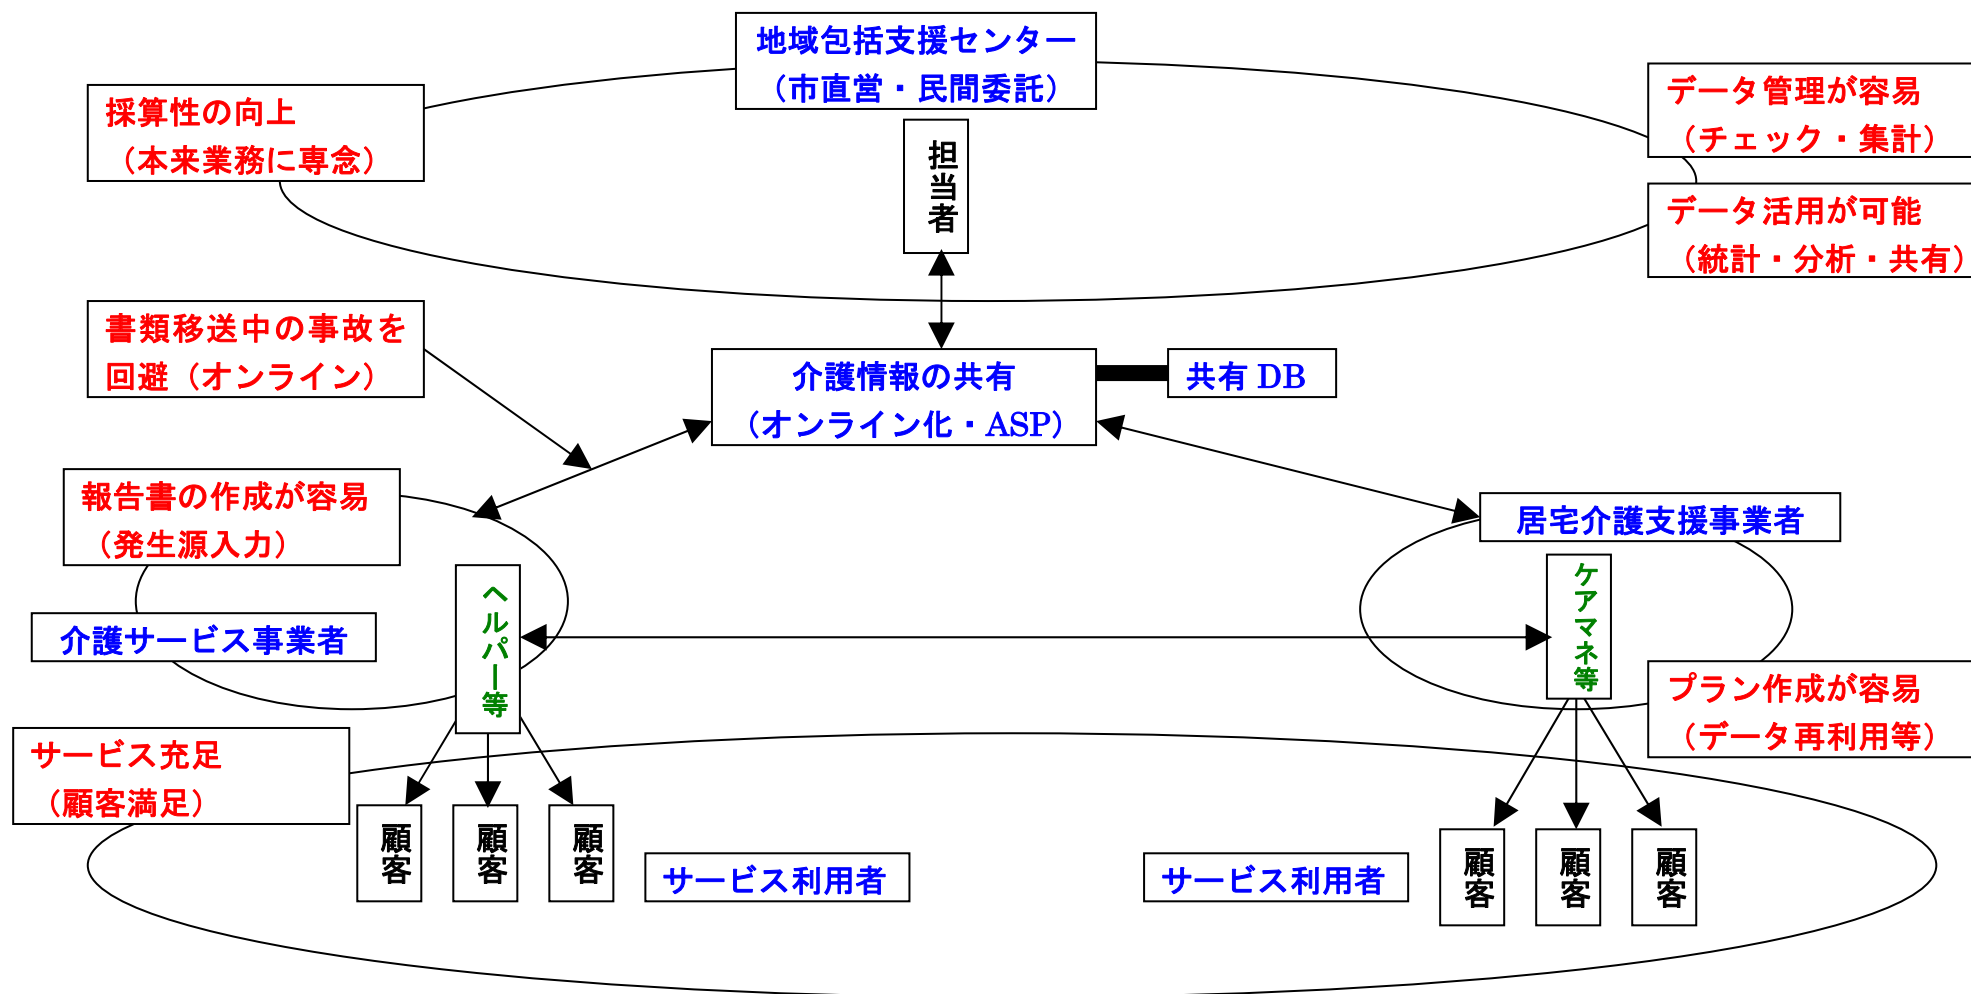 地域包括支援センター
（市直営・民間委託）
採算性の向上
（本来業務に専念）
データ管理が容易
（チェック・集計）
担当者
データ活用が可能
（統計・分析・共有）
書類移送中の事故を
回避（オンライン）
介護情報の共有
（オンライン化・ASP）
共有 DB
報告書の作成が容易
（発生源入力）
居宅介護支援事業者
介護サービス事業者
ヘルパー等
ケアマネ等
プラン作成が容易
（データ再利用等）
サービス充足
（顧客満足）
顧客
顧客
顧客
サービス利用者
サービス利用者
顧客
顧客
顧客